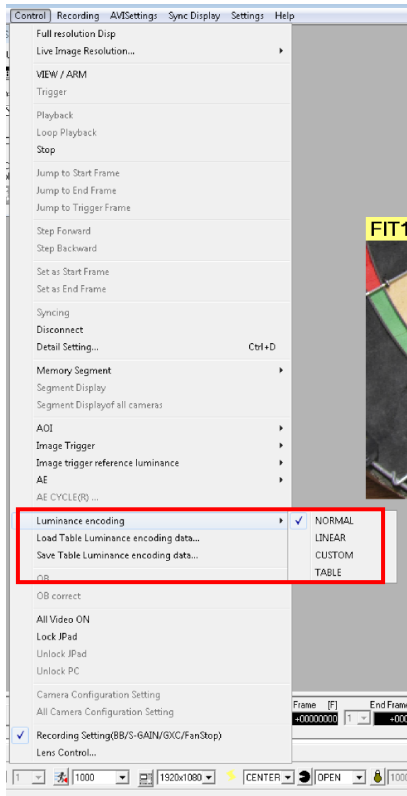 Control Recording AVISettings Sync Display Settings Help
Full resolution Disp
Live Image Resolution...
VIEW / ARM
Trigger
Playback
Loop Playback
Stop
Jump to Start Frame
Jump to End Frame
Jump to Trigger Frame
FIT1
Step Forward
Step Backward
Set as Start Frame
Set as End Frame
Syncing
Disconnect
Detail Setting... Ctrl+D
Memory Segment
Segment Display
Segment Displayof all cameras
AOI
Image Trigger
Image trigger reference luminance
AE
AE CYCLE(R) ...
Luminance encoding NORMAL
Load Table Luminance encoding data... LINEAR
Save Table Luminance encoding data... CUSTOM
TABLE
OB
OB correct
All Video ON
Lock JPad
Unlock JPad
Unlock PC
Camera Configuration Setting
All Camera Configuration Setting
Frame [F] End Frame
+00000000 1 +000
Recording Setting(BB/S-GAIN/GXC/FanStop)
Lens Control...
1 1000 1920x1080 CENTER OPEN 1000